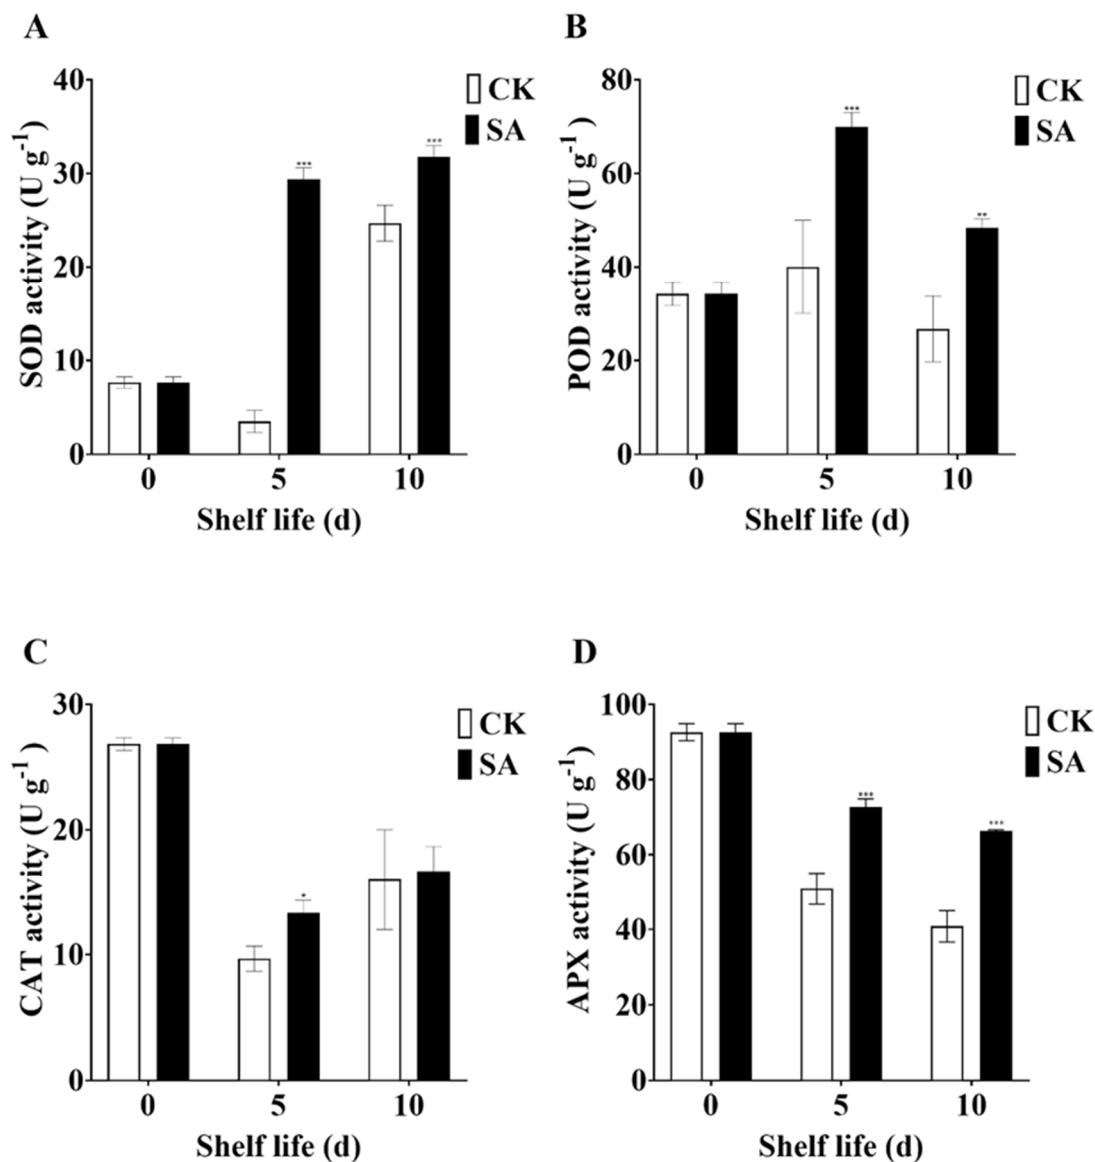 A
SOD activity (U g-1)
40
30
20
10
0
CK
SA
***
***
0 5 10
Shelf life (d)
B
POD activity (U g-1)
80
60
40
20
0
CK
SA
***
**
0 5 10
Shelf life (d)
C
CAT activity (U g-1)
30
20
10
0
CK
SA
*
0 5 10
Shelf life (d)
D
APX activity (U g-1)
100
80
60
40
20
0
CK
SA
***
***
0 5 10
Shelf life (d)